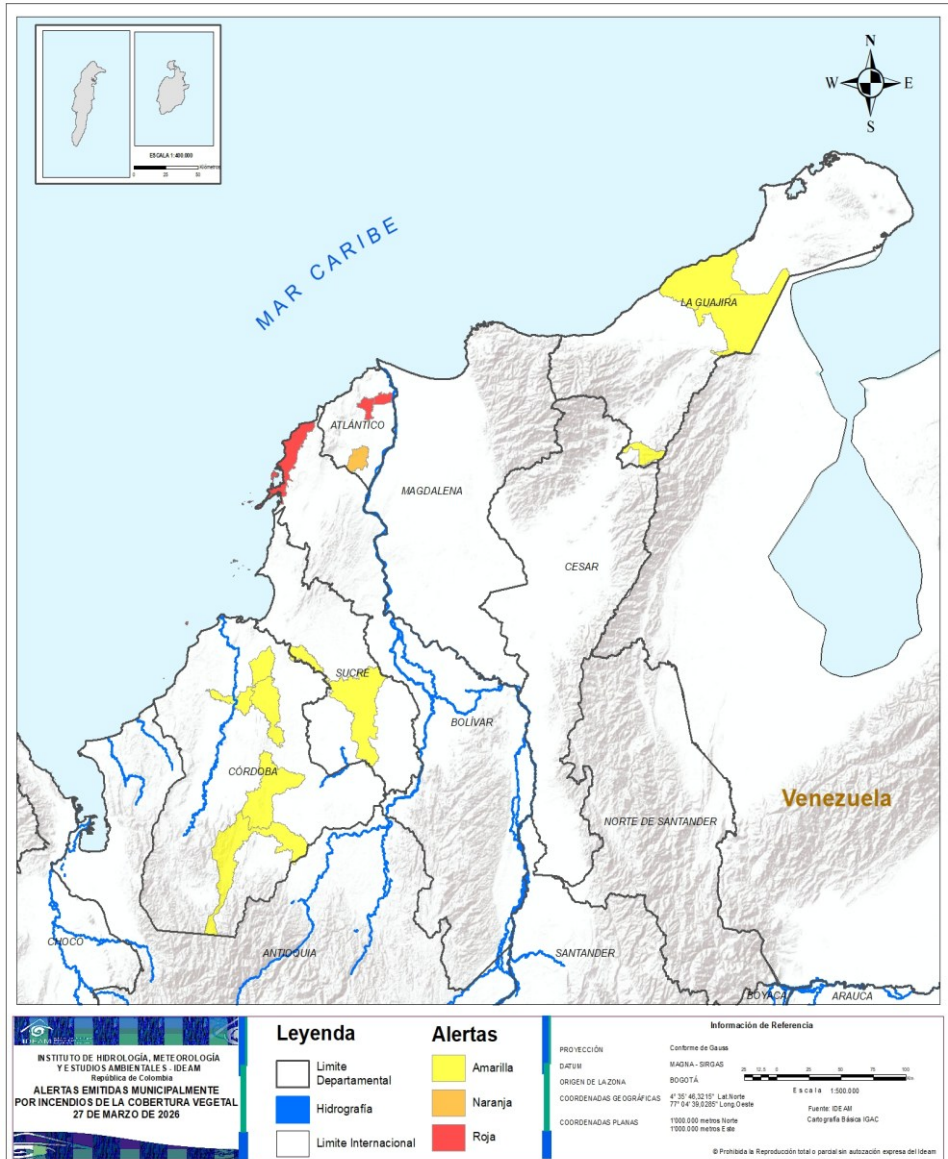 N
W E
S
ESCALA 1:400.000
Kilómetros
MAR CARIBE
LA GUAJIRA
ATLÁNTICO
MAGDALENA
CESAR
SUCRE
BOLÍVAR
CÓRDOBA
Venezuela
NORTE DE SANTANDER
CHOCO
ANTIOQUIA
SANTANDER
BOYACÁ
ARAUCA
IDEAM
INSTITUTO DE HIDROLOGÍA, METEOROLOGÍA
Y ESTUDIOS AMBIENTALES - IDEAM
República de Colombia
ALERTAS EMITIDAS MUNICIPALMENTE
POR INCENDIOS DE LA COBERTURA VEGETAL
27 DE MARZO DE 2026
Leyenda
Limite
Departamental
Hidrografía
Limite Internacional
Alertas
Amarilla
Naranja
Roja
Información de Referencia
PROYECCIÓN Conforme de Gauss
DATUM MAGNA - SIRGAS
ORIGEN DE LA ZONA BOGOTÁ
COORDENADAS GEOGRÁFICAS 4° 35' 46,3215" Lat.Norte
77° 04' 39,0285" Long.Oeste
COORDENADAS PLANAS 1'000.000 metros Norte
1'000.000 metros Este
Escala 1:500.000
Fuente: IDEAM
Cartografía Básica IGAC
© Prohibida la Reproducción total o parcial sin autozación expresa del Ideam